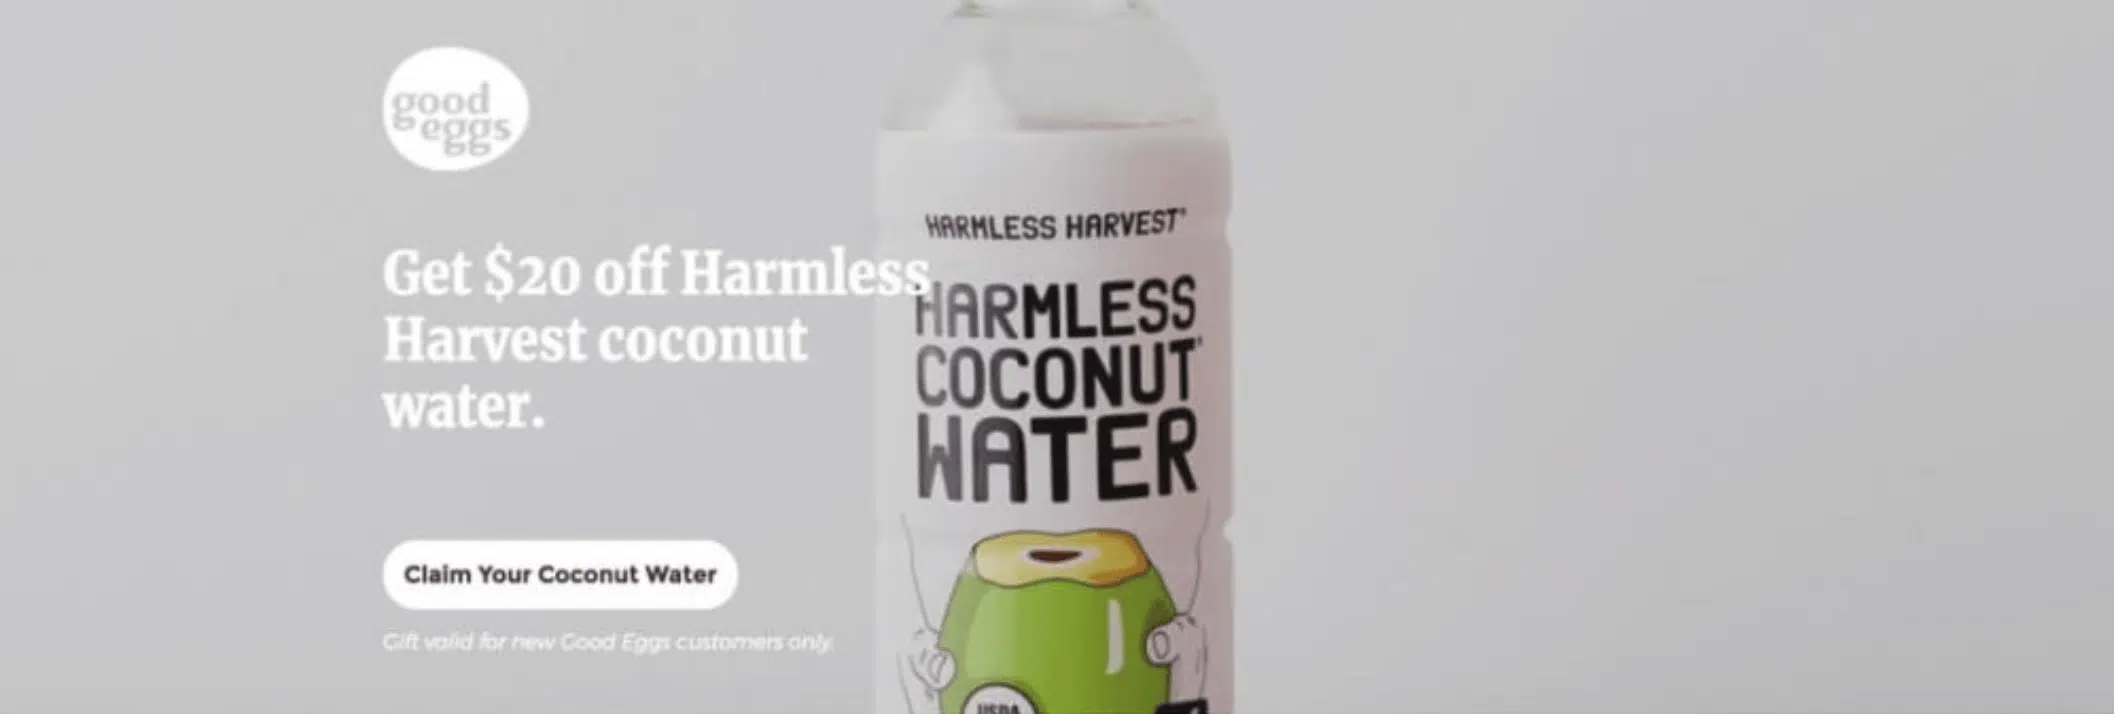 good
eggs
Get $20 off Harmless
Harvest coconut
water.
Claim Your Coconut Water
Gift valid for new Good Eggs customers only.
HARMLESS HARVEST®
HARMLESS
COCONUT
WATER
USDA